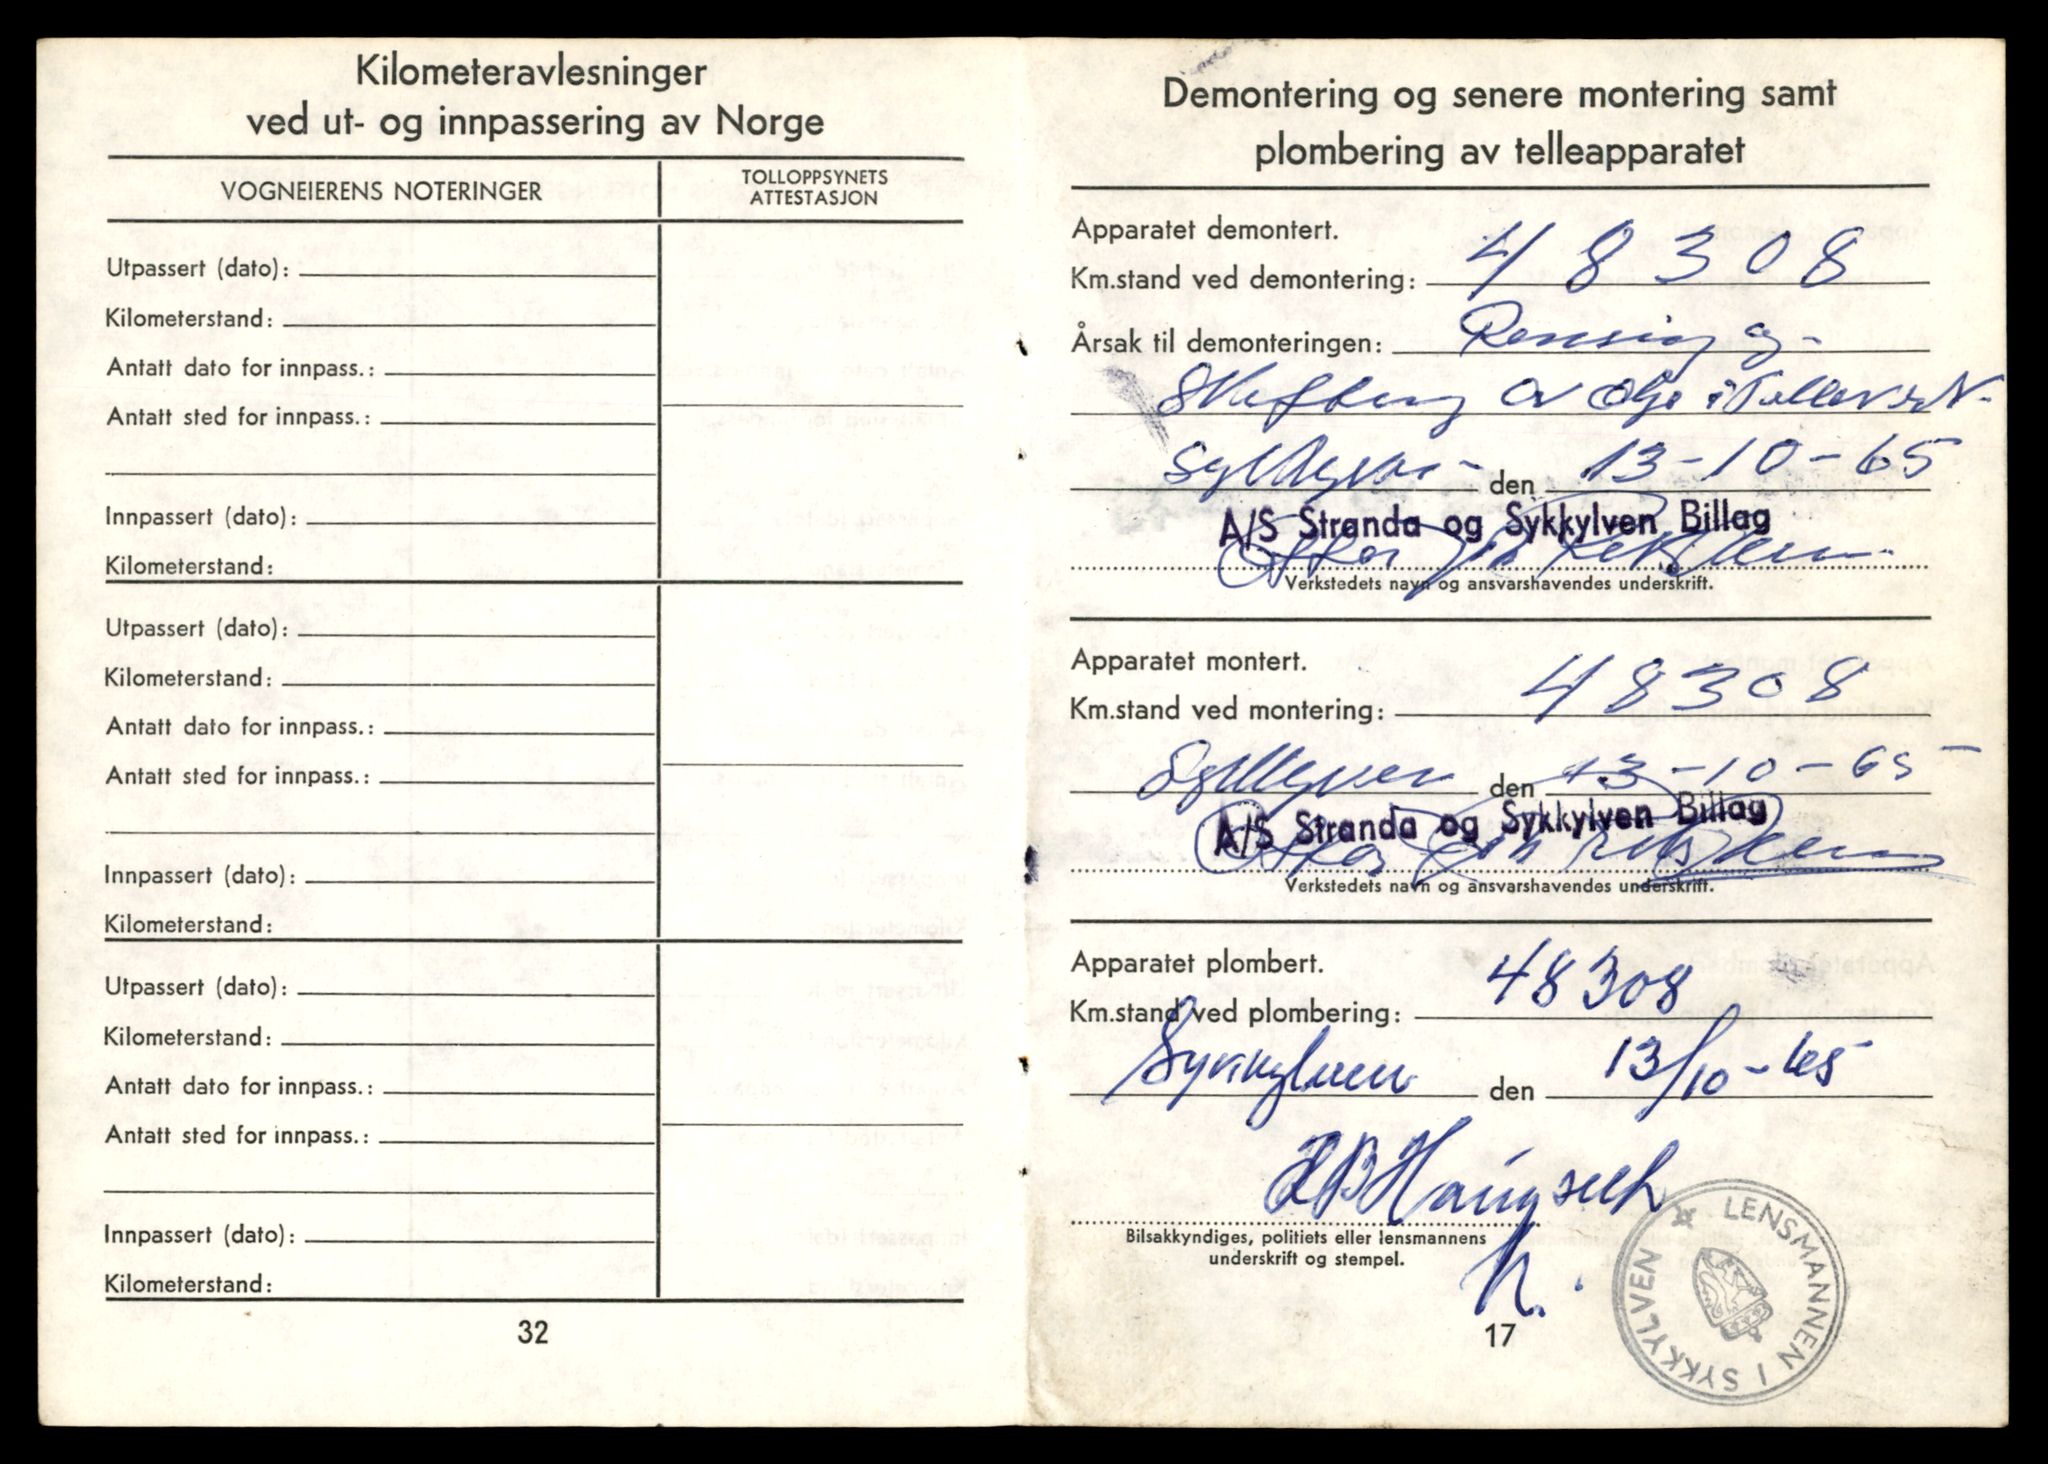 Kilometeravlesninger
ved ut- og innpassering av Norge
VOGNEIERENS NOTERINGER
TOLLOPPSYNETS
ATTESTASJON
Utpassert (dato):
Kilometerstand:
Antatt dato for innpass.:
Antatt sted for innpass.:
Innpassert (dato):
Kilometerstand:
Utpassert (dato):
Kilometerstand:
Antatt dato for innpass.:
Antatt sted for innpass.:
Innpassert (dato):
Kilometerstand:
Utpassert (dato):
Kilometerstand:
Antatt dato for innpass.:
Antatt sted for innpass.:
Innpassert (dato):
Kilometerstand:
32
Demontering og senere montering samt
plombering av telleapparatet
Apparatet demontert.
Km.stand ved demontering: 48308
Årsak til demonteringen: Rensing og
av olje i
den 13-10-65
A/S Stranda og Sykkylven Billag
Verkstedets navn og ansvarshavendes underskrift.
Apparatet montert.
Km.stand ved montering: 48308
Sykkylven den 13-10-65
A/S Stranda og Sykkylven Billag
Verkstedets navn og ansvarshavendes underskrift.
Apparatet plombert.
Km.stand ved plombering: 48308
Sykkylven den 13/10-65
Bilsakkyndiges, politiets eller lensmannens
underskrift og stempel.
17
LENSMANNEN I SYKKYLVEN